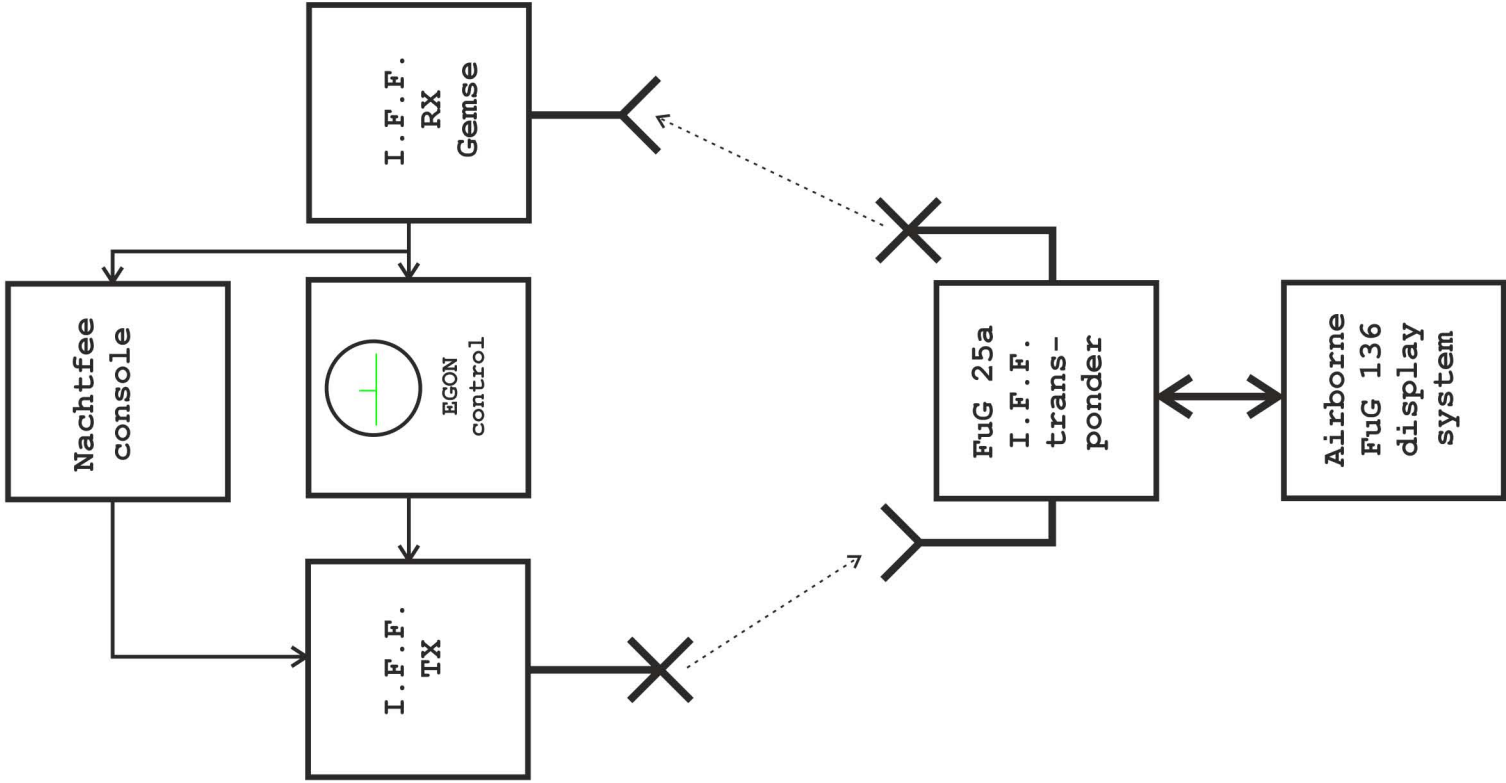 Nachtfee
console
I.F.F.
TX
EGON
control
I.F.F.
RX
Gemse
FuG 25a
I.F.F.
trans-
ponder
Airborne
FuG 136
display
system